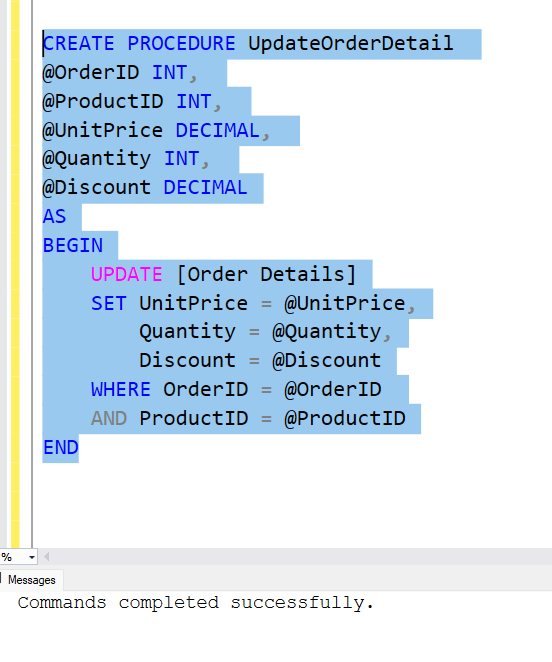 CREATE PROCEDURE UpdateOrderDetail
@OrderID INT,
@ProductID INT,
@UnitPrice DECIMAL,
@Quantity INT,
@Discount DECIMAL
AS
BEGIN
    UPDATE [Order Details]
    SET UnitPrice = @UnitPrice,
        Quantity = @Quantity,
        Discount = @Discount
    WHERE OrderID = @OrderID
    AND ProductID = @ProductID
END
%
Messages
Commands completed successfully.